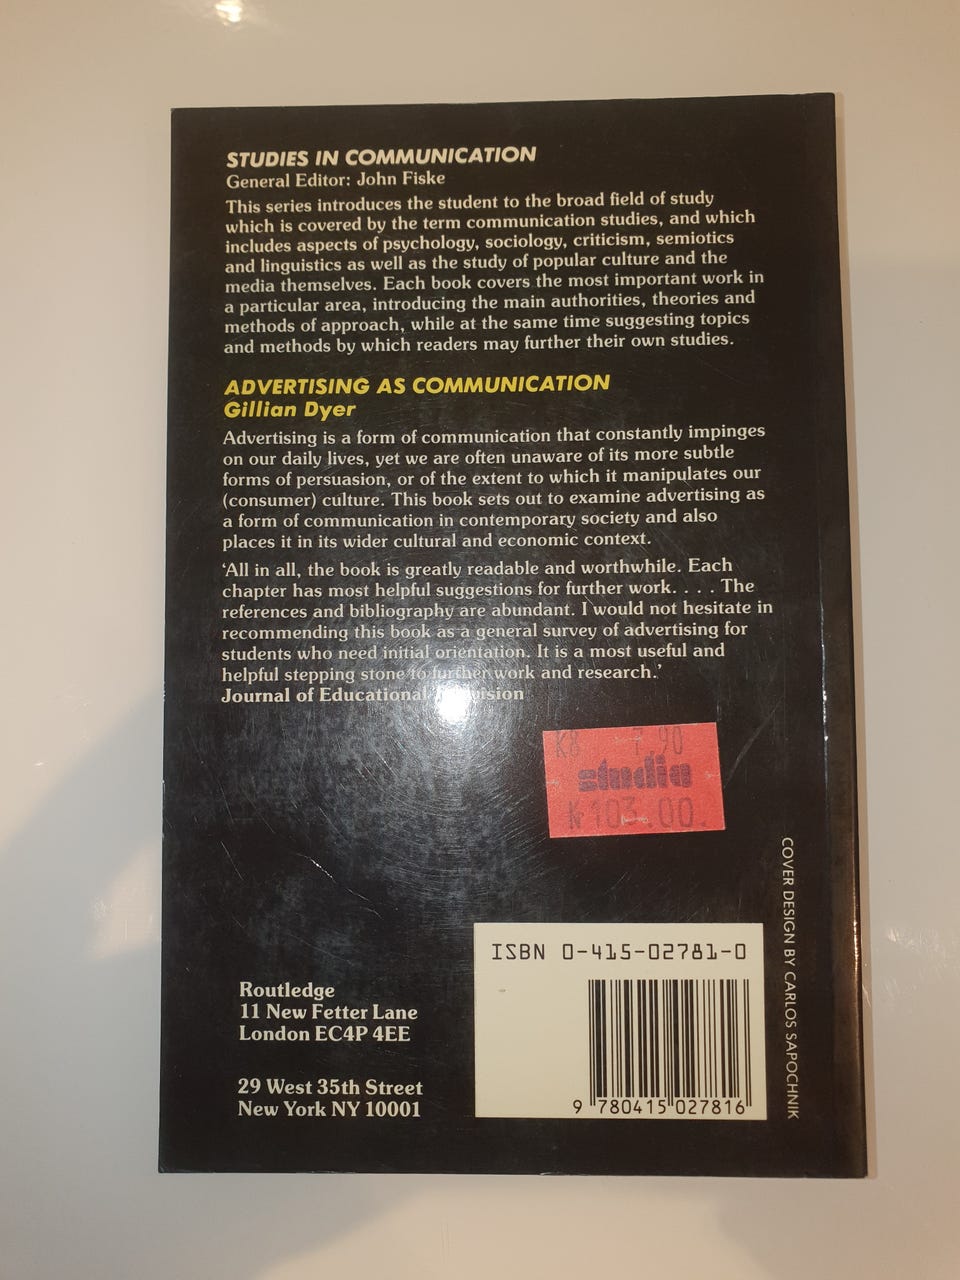 STUDIES IN COMMUNICATION
General Editor: John Fiske
This series introduces the student to the broad field of study
which is covered by the term communication studies, and which
includes aspects of psychology, sociology, criticism, semiotics
and linguistics as well as the study of popular culture and the
media themselves. Each book covers the most important work in
a particular area, introducing the main authorities, theories and
methods of approach, while at the same time suggesting topics
and methods by which readers may further their own studies.
ADVERTISING AS COMMUNICATION
Gillian Dyer
Advertising is a form of communication that constantly impinges
on our daily lives, yet we are often unaware of its more subtle
forms of persuasion, or of the extent to which it manipulates our
(consumer) culture. This book sets out to examine advertising as
a form of communication in contemporary society and also
places it in its wider cultural and economic context.
‘All in all, the book is greatly readable and worthwhile. Each
chapter has most helpful suggestions for further work. . . . The
references and bibliography are abundant. I would not hesitate in
recommending this book as a general survey of advertising for
students who need initial orientation. It is a most useful and
helpful stepping stone to further work and research.’
Journal of Educational
K8 7.90
studia
103.00
COVER DESIGN BY CARLOS SAPOCHNIK
ISBN 0-415-02781-0
9 780415 027816
Routledge
11 New Fetter Lane
London EC4P 4EE
29 West 35th Street
New York NY 10001